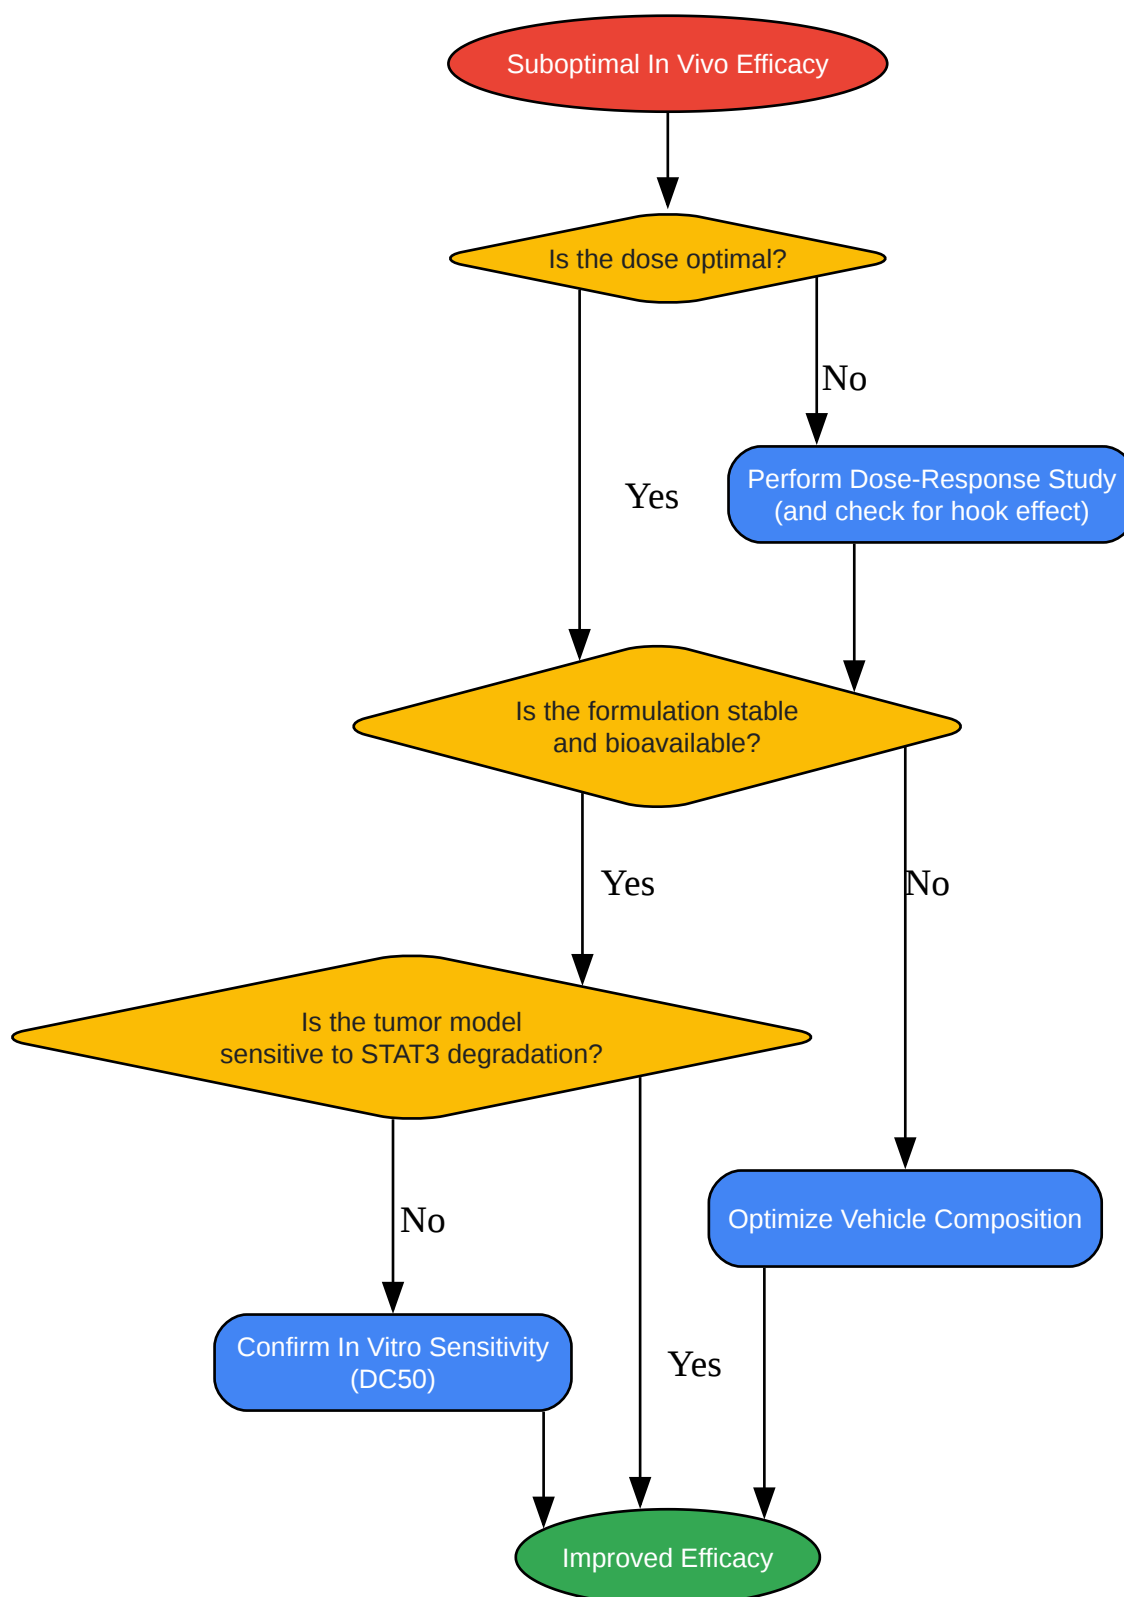 Suboptimal In Vivo Efficacy
Is the dose optimal?
No
Perform Dose-Response Study
(and check for hook effect)
Yes
Is the formulation stable
and bioavailable?
Yes
No
Is the tumor model
sensitive to STAT3 degradation?
No
Optimize Vehicle Composition
Confirm In Vitro Sensitivity
(DC50)
Yes
Improved Efficacy